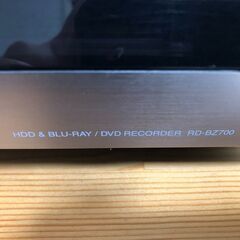 HDD & BLU-RAY / DVD RECORDER RD-BZ700